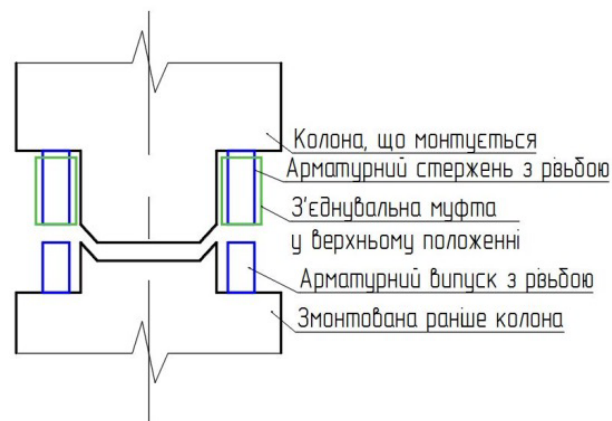 Колона, що монтується
Арматурний стержень з різьбою
З'єднувальна муфта
у верхньому положенні
Арматурний випуск з різьбою
Змонтована раніше колона